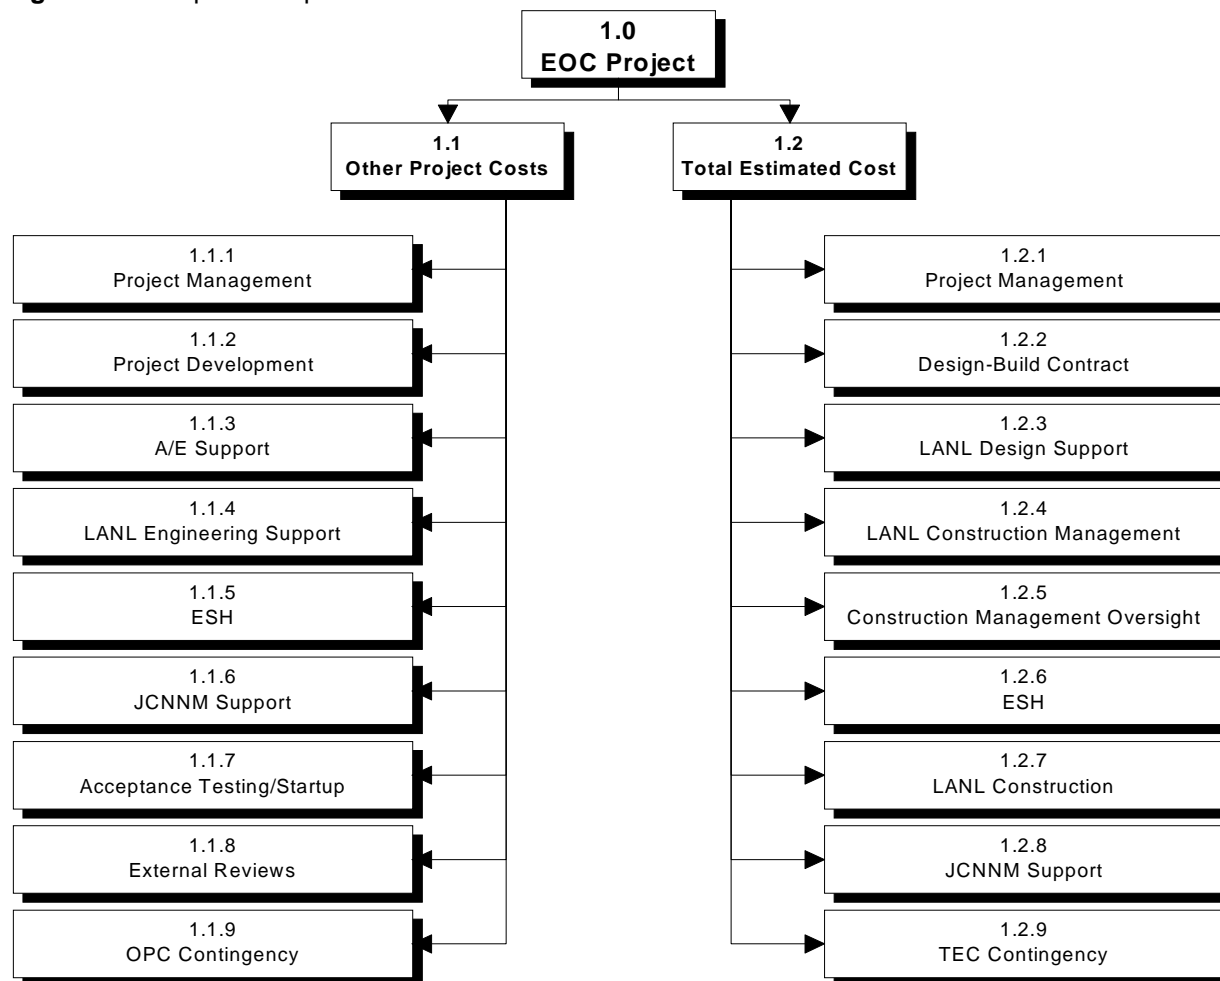 1.0
EOC Project
1.1
Other Project Costs
1.2
Total Estimated Cost
1.1.1
Project Management
1.1.2
Project Development
1.1.3
A/E Support
1.1.4
LANL Engineering Support
1.1.5
ESH
1.1.6
JCNNM Support
1.1.7
Acceptance Testing/Startup
1.1.8
External Reviews
1.1.9
OPC Contingency
1.2.1
Project Management
1.2.2
Design-Build Contract
1.2.3
LANL Design Support
1.2.4
LANL Construction Management
1.2.5
Construction Management Oversight
1.2.6
ESH
1.2.7
LANL Construction
1.2.8
JCNNM Support
1.2.9
TEC Contingency